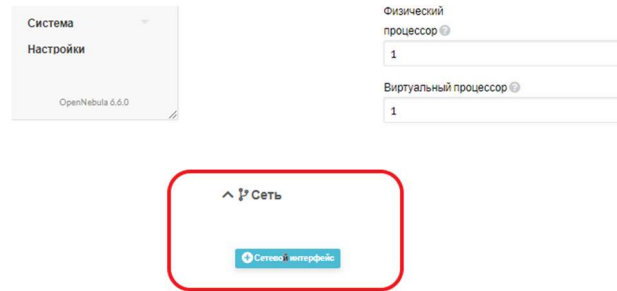 Система
Настройки
OpenNebula 6.6.0
Физический
процессор
1
Виртуальный процессор
1
Сеть
Сетевой интерфейс